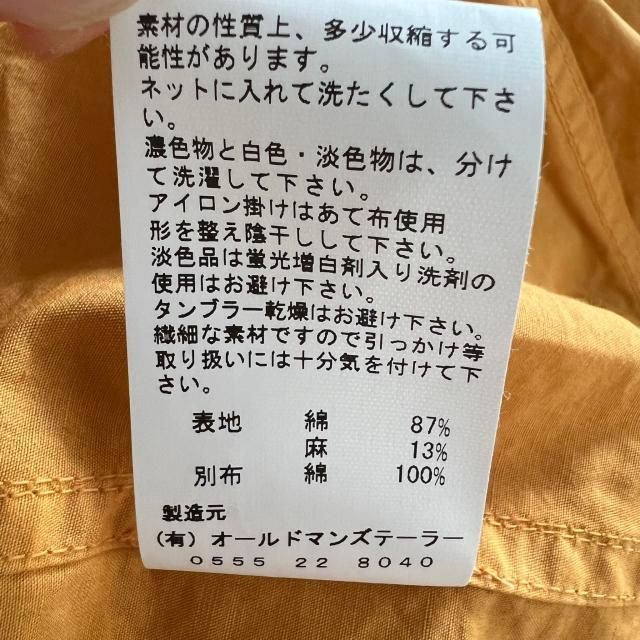 素材の性質上、多少収縮する可
能性があります。
ネットに入れて洗たくして下さ
い。
濃色物と白色・淡色物は、分け
て洗濯して下さい。
アイロン掛けはあて布使用
形を整え陰干しして下さい。
淡色品は蛍光増白剤入り洗剤の
使用はお避け下さい。
タンブラー乾燥はお避け下さい。
繊細な素材ですので引っかけ等
取り扱いには十分気を付けて下
さい。
表地 綿 87%
麻 13%
別布 綿 100%
製造元
(有)オールドマンズテーラー
0555 22 8040